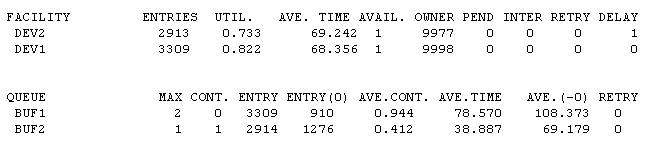 FACILITY ENTRIES UTIL. AVE. TIME AVAIL. OWNER PEND INTER RETRY DELAY
DEV2 2913 0.733 69.242 1 9977 0 0 0 1
DEV1 3309 0.822 68.356 1 9998 0 0 0 0
QUEUE MAX CONT. ENTRY ENTRY(0) AVE.CONT. AVE.TIME AVE.(-0) RETRY
BUF1 2 0 3309 910 0.944 78.570 108.373 0
BUF2 1 1 2914 1276 0.412 38.887 69.179 0